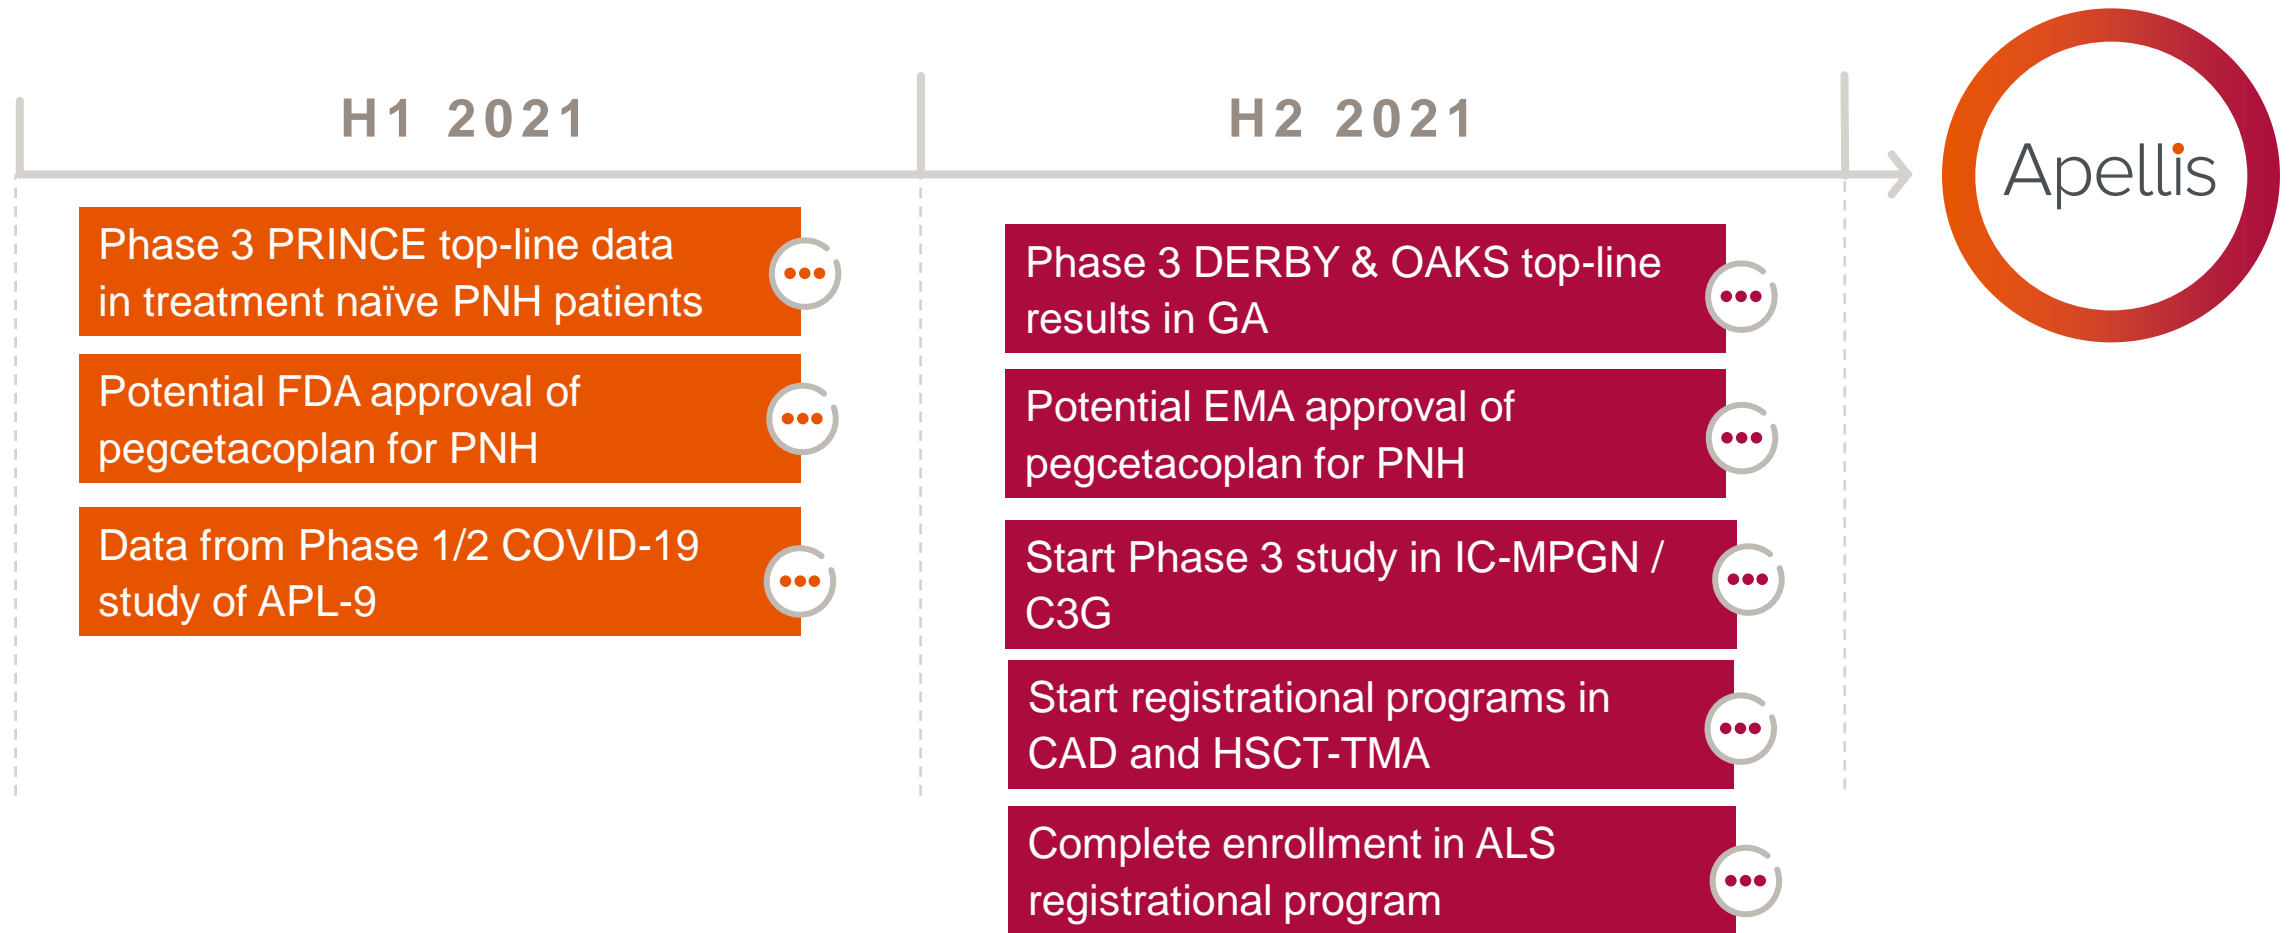 H1 2021
H2 2021
Apellis
Phase 3 PRINCE top-line data
in treatment naïve PNH patients
Potential FDA approval of
pegcetacoplan for PNH
Data from Phase 1/2 COVID-19
study of APL-9
Phase 3 DERBY & OAKS top-line
results in GA
Potential EMA approval of
pegcetacoplan for PNH
Start Phase 3 study in IC-MPGN /
C3G
Start registrational programs in
CAD and HSCT-TMA
Complete enrollment in ALS
registrational program